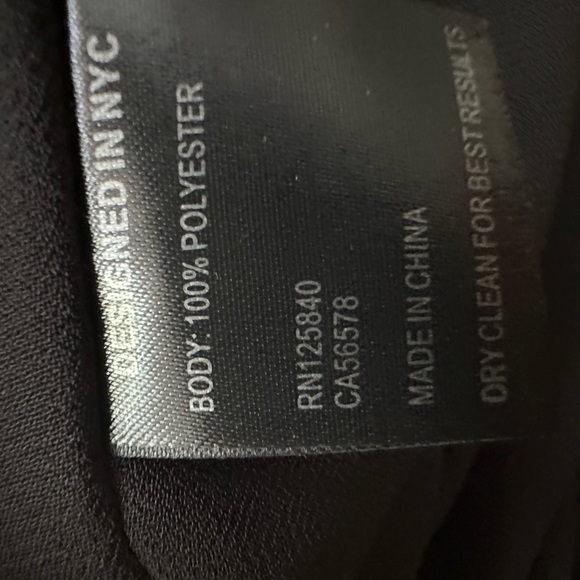 DESIGNED IN NYC
BODY: 100% POLYESTER
RN125840
CA56578
MADE IN CHINA
DRY CLEAN FOR BEST RESULTS